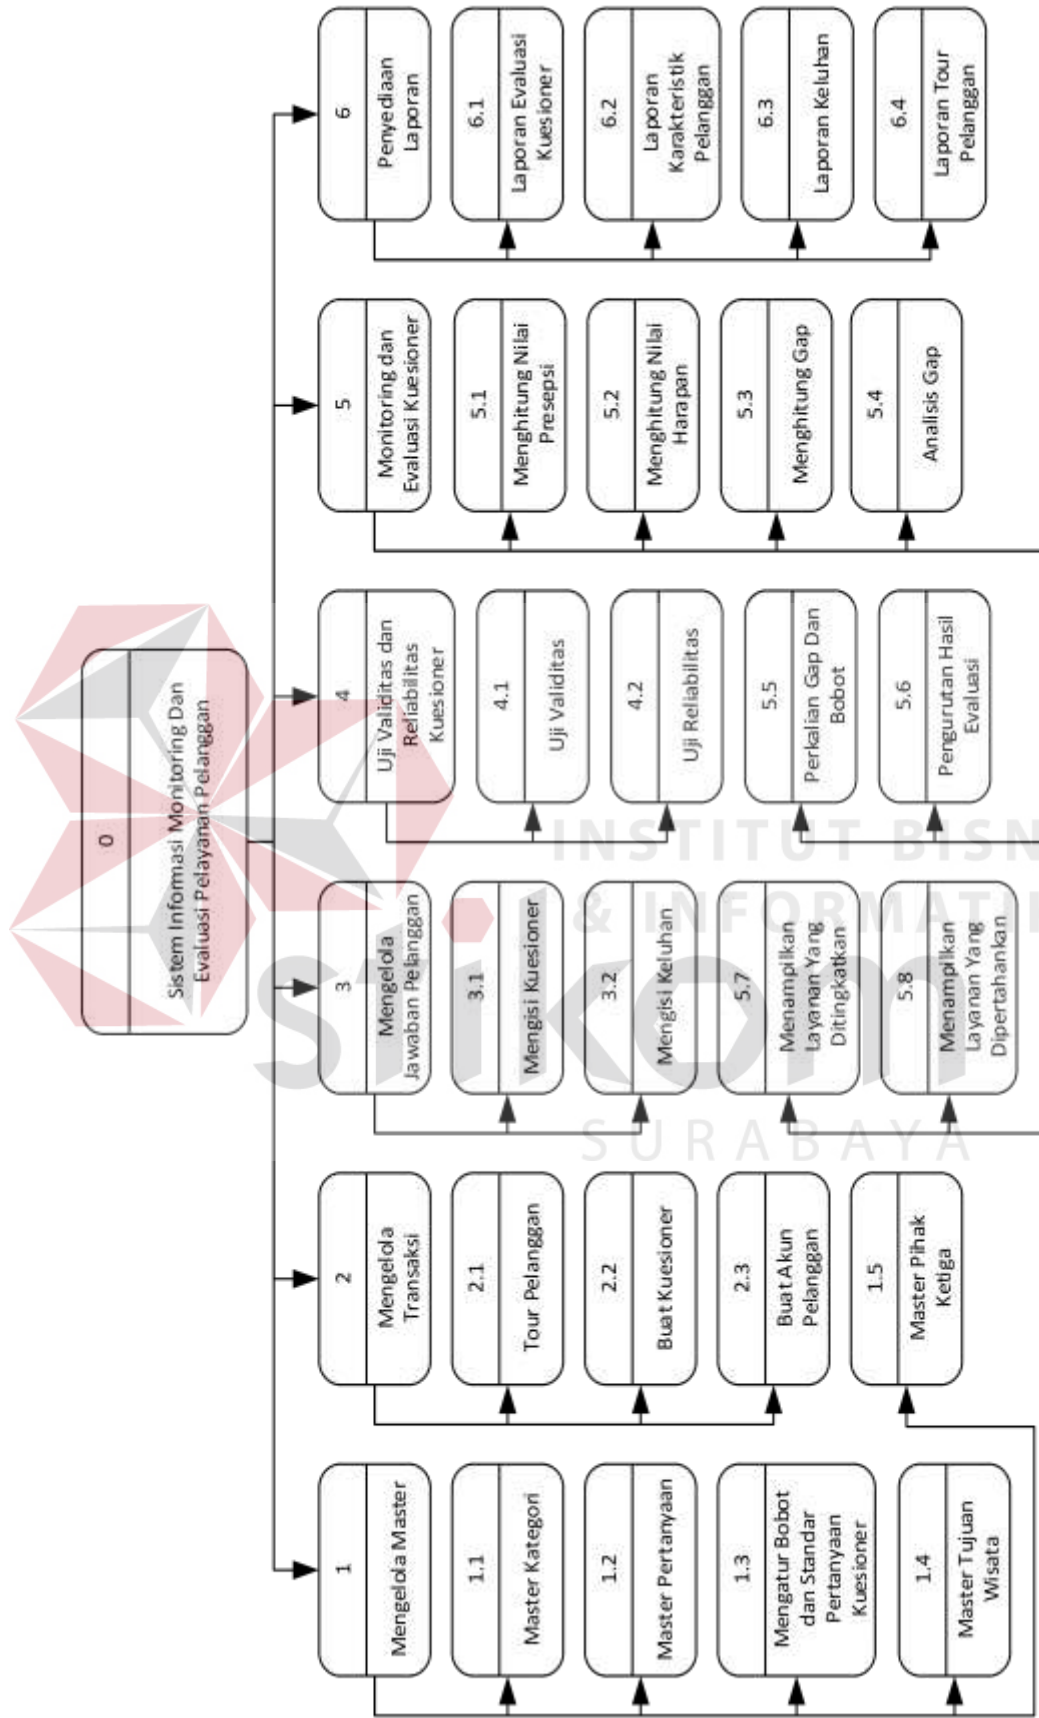 0
Sistem Informasi Monitoring Dan
Evaluasi Pelayanan Pelanggan
1
Mengelola Master
1.1
Master Kategori
1.2
Master Pertanyaan
1.3
Mengatur Bobot
dan Standar
Pertanyaan
Kuesioner
1.4
Master Tujuan
Wisata
2
Mengelola
Transaksi
2.1
Tour Pelanggan
2.2
Buat Kuesioner
2.3
Buat Akun
Pelanggan
1.5
Master Pihak
Ketiga
3
Mengelola
Jawaban Pelanggan
3.1
Mengisi Kuesioner
3.2
Mengisi Keluhan
5.7
Menampilkan
Layanan Yang
Ditingkatkan
5.8
Menampilkan
Layanan Yang
Dipertahankan
4
Uji Validitas dan
Reliabilitas
Kuesioner
4.1
Uji Validitas
4.2
Uji Reliabilitas
5.5
Perkalian Gap Dan
Bobot
5.6
Pengurutan Hasil
Evaluasi
5
Monitoring dan
Evaluasi Kuesioner
5.1
Menghitung Nilai
Presepsi
5.2
Menghitung Nilai
Harapan
5.3
Menghitung Gap
5.4
Analisis Gap
6
Penyediaan
Laporan
6.1
Laporan Evaluasi
Kuesioner
6.2
Laporan
Karakteristik
Pelanggan
6.3
Laporan Keluhan
6.4
Laporan Tour
Pelanggan
INSTITUT BISN
& INFORMATI
stikom
SURABAYA